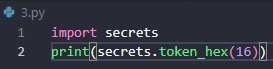 3.py
1 import secrets
2 print(secrets.token_hex(16))